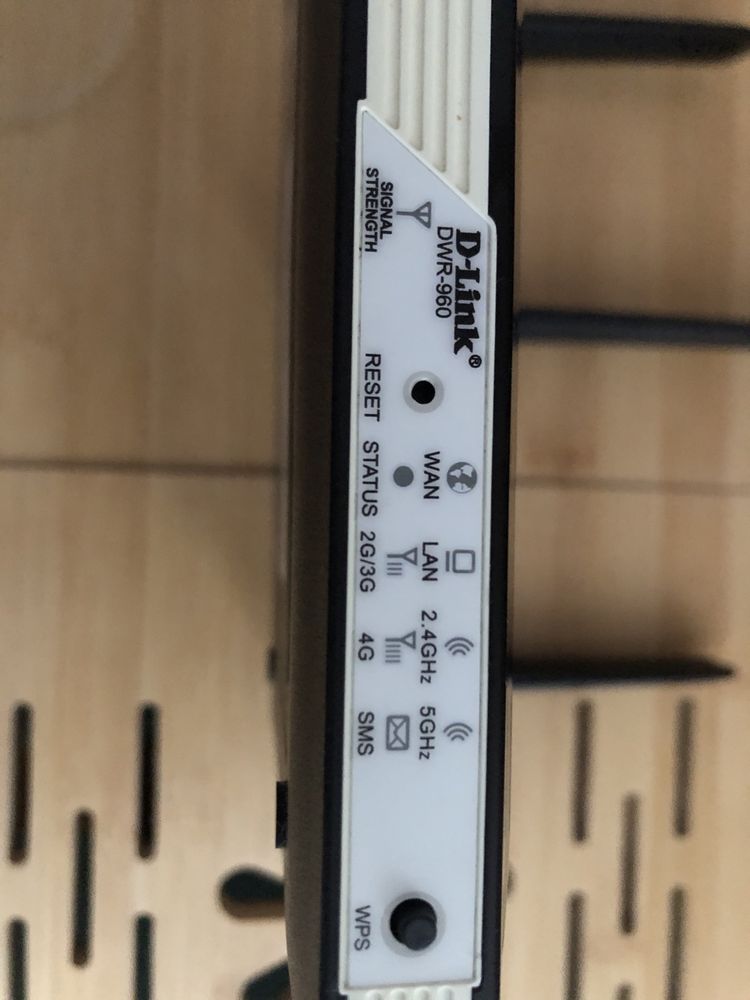 D-Link®
DWR-960
SIGNAL
STRENGTH
RESET
WAN
LAN
2.4GHz
5GHz
STATUS
2G/3G
4G
SMS
WPS